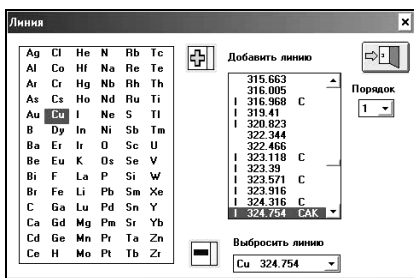 Линия
Ag Cl He N Rb Tc
Al Co Hf Na Re Te
Ar Cr Hg Nb Rh Th
As Cs Ho Nd Ru Ti
Au Cu I Ne S Tl
B Dy In Ni Sb Tm
Ba Er Ir O Sc U
Be Eu K Os Se V
Bi F La P Si W
Br Fe Li Pb Sm Xe
C Ga Lu Pd Sn Y
Ca Gd Mg Pm Sr Yb
Cd Ge Mn Pr Ta Zn
Ce H Mo Pt Tb Zr
Добавить линию
315.663
316.005
I 316.968 C
I 319.41
I 320.823
322.344
322.466
I 323.118 C
I 323.39
I 323.571 C
I 323.916
I 324.316 C
I 324.754 CAK
Порядок
1
Выбросить линию
Cu 324.754